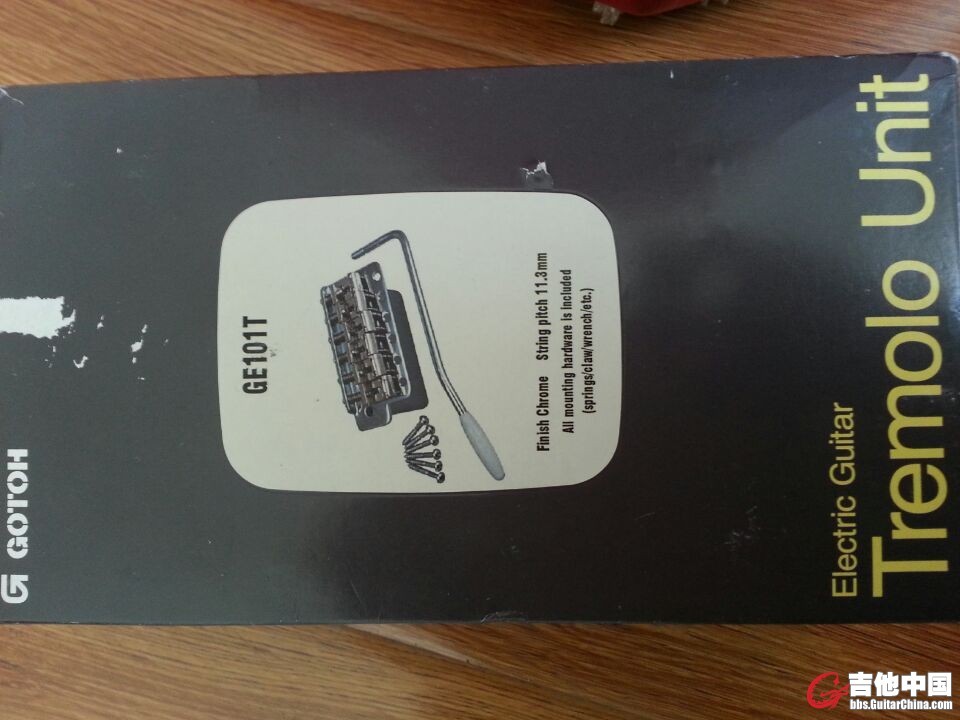 GOTOH
GE101T
Finish Chrome String pitch 11.3mm
All mounting hardware is included
(springs/claw/wrench/etc.)
Electric Guitar
Tremolo Unit
吉他中国
bbs.GuitarChina.com